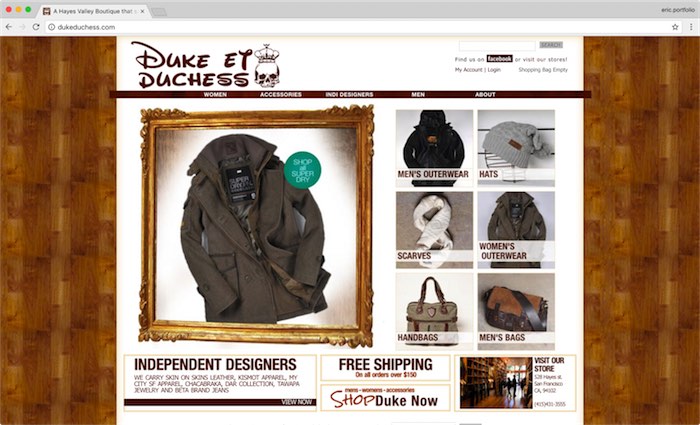 A Hayes Valley Boutique that
eric.portfolio
dukeduchess.com
DUKE ET
DUCHESS
SEARCH
Find us on facebook or visit our stores!
My Account | Login
Shopping Bag Empty
WOMEN
ACCESSORIES
INDI DESIGNERS
MEN
ABOUT
SHOP
all
SUPER
DRY
SUPER
DRY
MEN'S OUTERWEAR
HATS
SCARVES
WOMEN'S
OUTERWEAR
HANDBAGS
MEN'S BAGS
INDEPENDENT DESIGNERS
WE CARRY SKIN ON SKINS LEATHER, KISMOT APPAREL, MY
CITY SF APPAREL, CHACABRAKA, DAR COLLECTION, TAWAPA
JEWELRY AND BETA BRAND JEANS
VIEW NOW
FREE SHIPPING
On all orders over $150
mens-womens-accessories
SHOP Duke Now
VISIT OUR
STORE
528 Hayes st.
San Francisco
CA, 94102
(415)431-2555